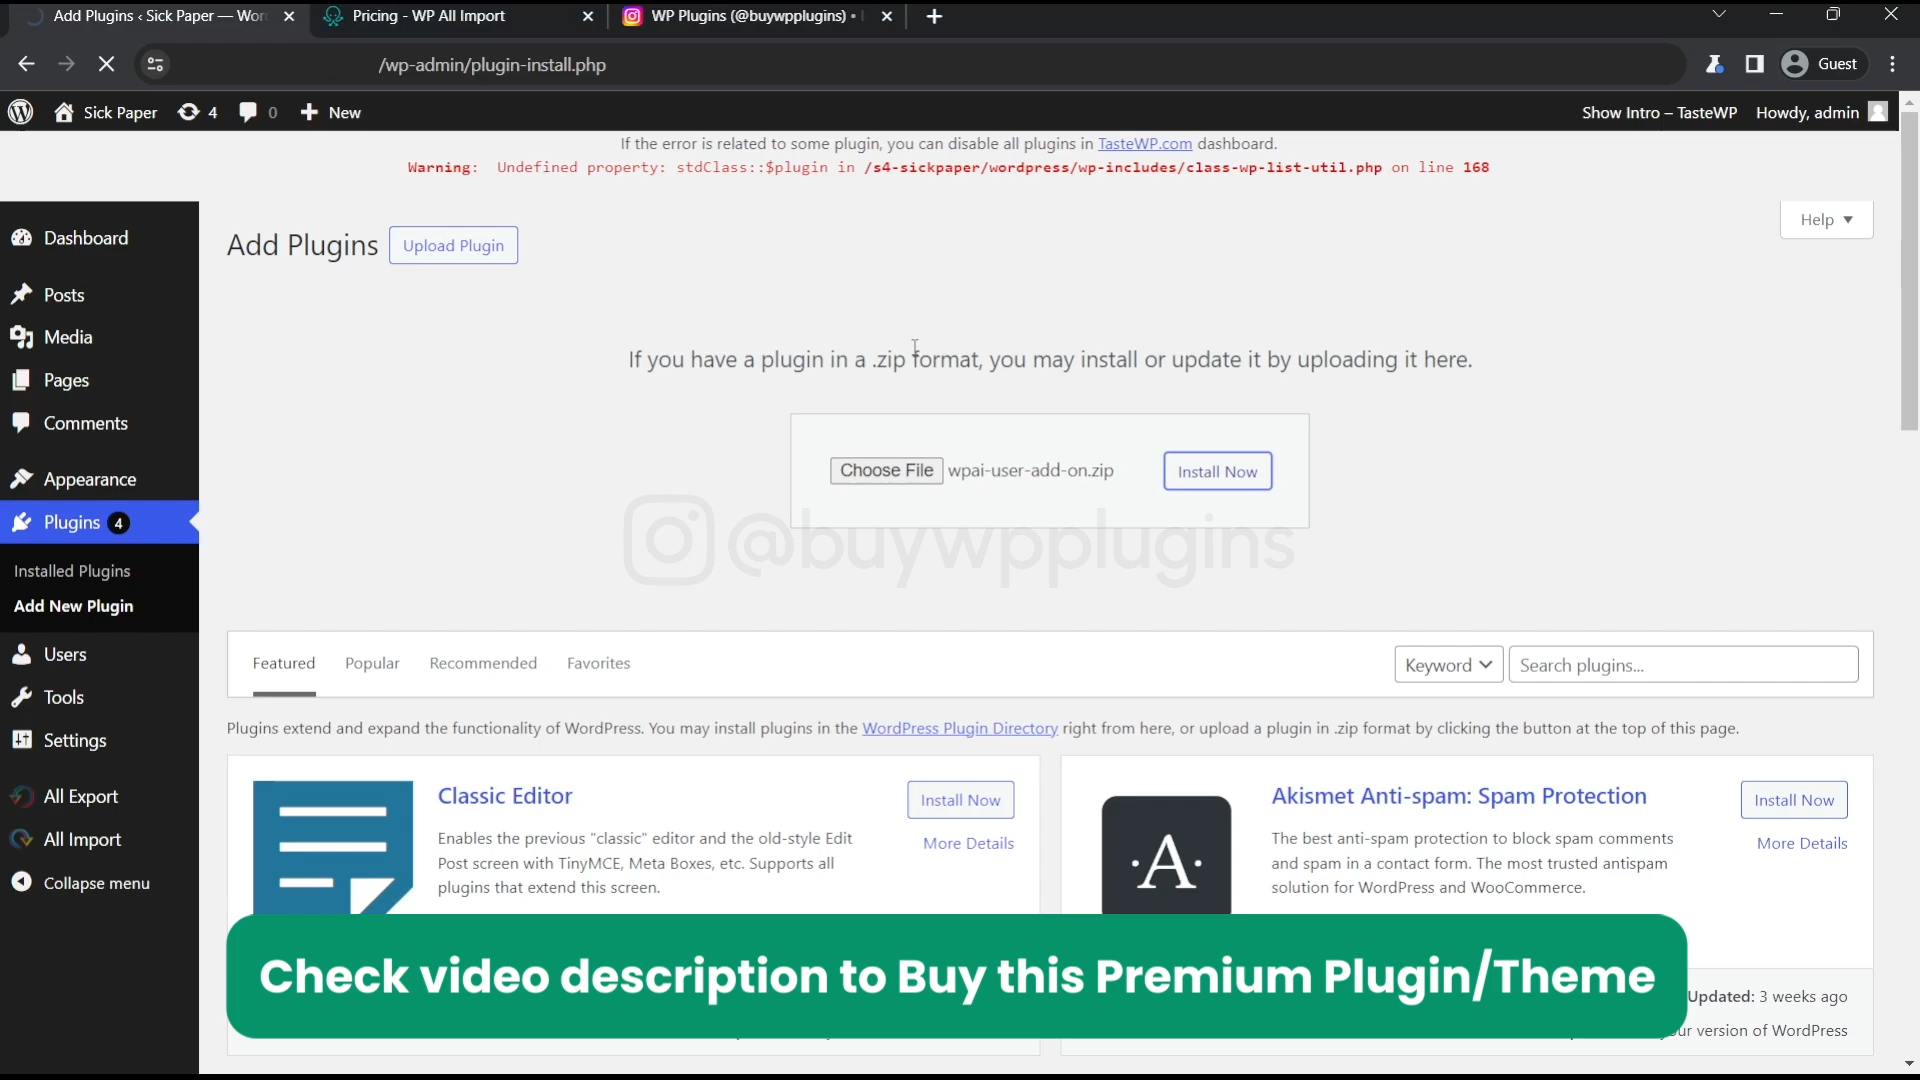 Add Plugins ‹ Sick Paper — Wor
Pricing - WP All Import
WP Plugins (@buywpplugins) •
/wp-admin/plugin-install.php
Guest
Sick Paper
4
0
New
Show Intro – TasteWP
Howdy, admin
If the error is related to some plugin, you can disable all plugins in TasteWP.com dashboard.
Warning: Undefined property: stdClass::$plugin in /s4-sickpaper/wordpress/wp-includes/class-wp-list-util.php on line 168
Help
Add Plugins
Upload Plugin
If you have a plugin in a .zip format, you may install or update it by uploading it here.
Choose File wpai-user-add-on.zip
Install Now
@buywpplugins
Dashboard
Posts
Media
Pages
Comments
Appearance
Plugins 4
Installed Plugins
Add New Plugin
Users
Tools
Settings
All Export
All Import
Collapse menu
Featured
Popular
Recommended
Favorites
Keyword
Search plugins...
Plugins extend and expand the functionality of WordPress. You may install plugins in the WordPress Plugin Directory right from here, or upload a plugin in .zip format by clicking the button at the top of this page.
Classic Editor
Install Now
More Details
Enables the previous "classic" editor and the old-style Edit
Post screen with TinyMCE, Meta Boxes, etc. Supports all
plugins that extend this screen.
·A·
Akismet Anti-spam: Spam Protection
Install Now
More Details
The best anti-spam protection to block spam comments
and spam in a contact form. The most trusted antispam
solution for WordPress and WooCommerce.
Check video description to Buy this Premium Plugin/Theme
Updated: 3 weeks ago
ur version of WordPress